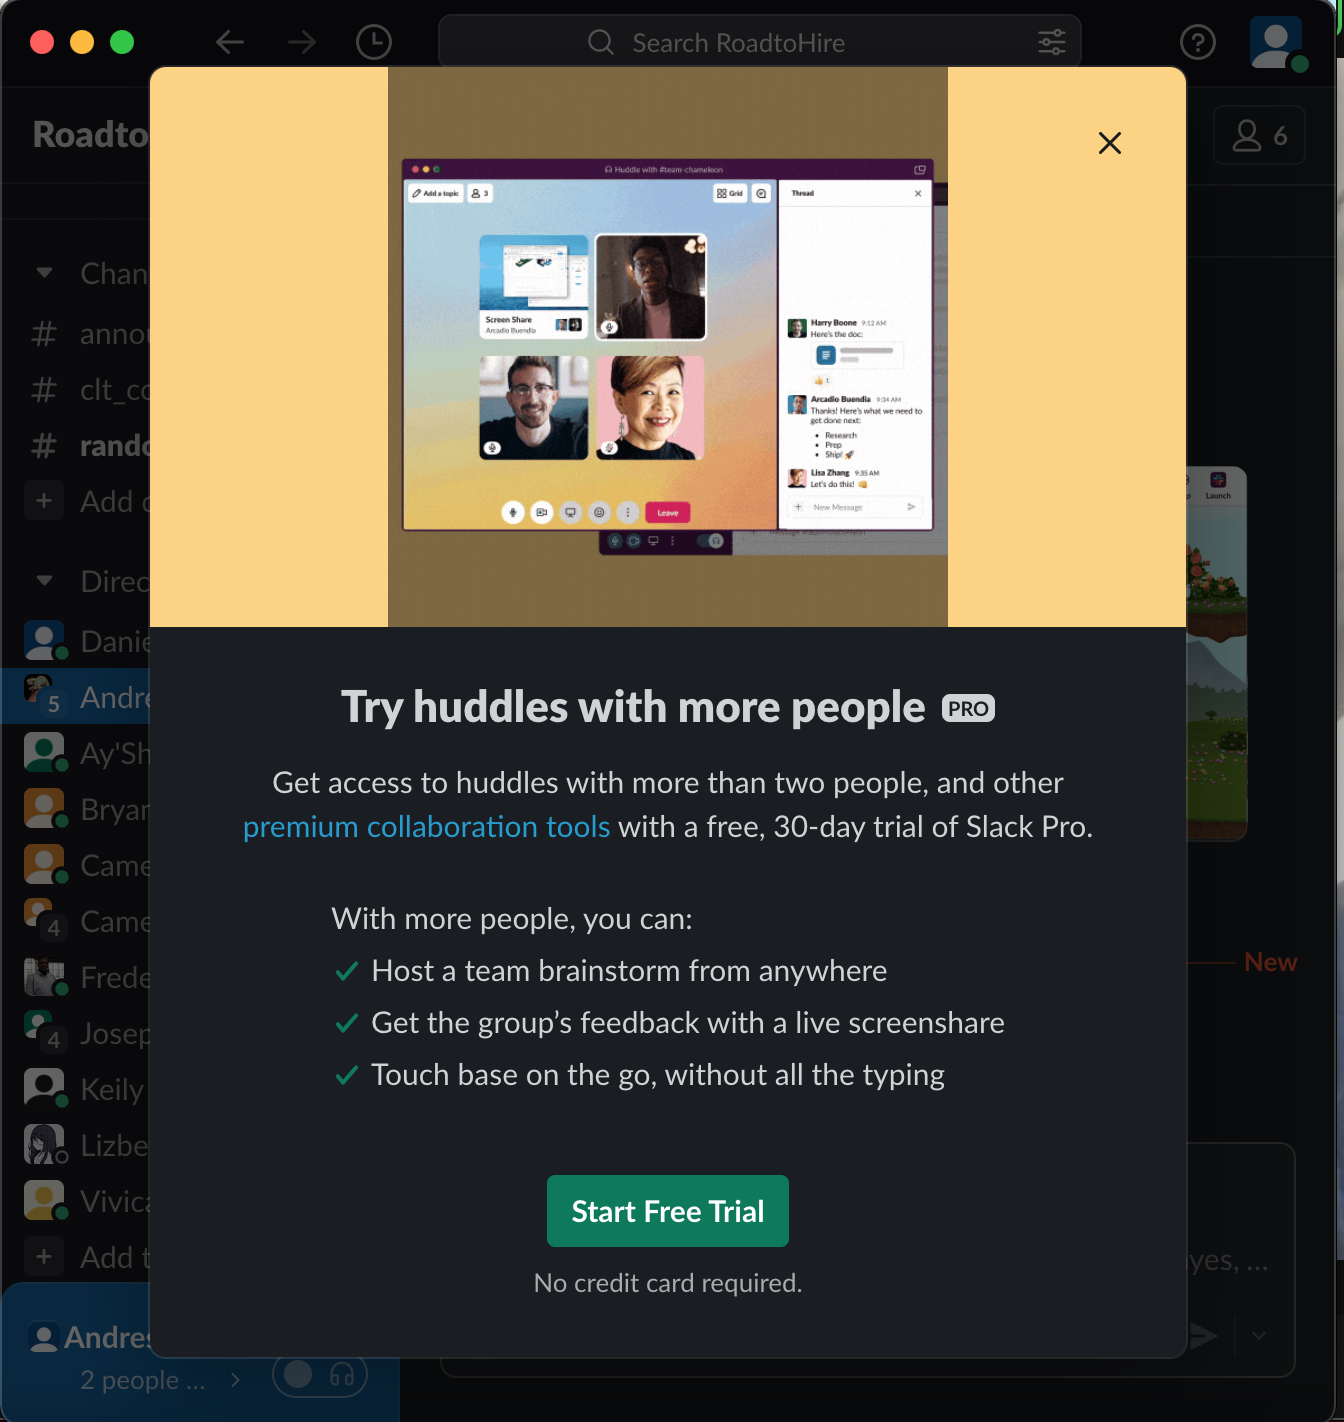 Search RoadtoHire
Roadto
6
Huddle with #team-chameleon
Add a topic
3
Grid
Thread
Screen Share
Arcadio Buendia
Harry Boone 9:12 AM
Here's the doc:
1
Arcadio Buendia 9:34 AM
Thanks! Here's what we need to
get done next:
• Research
• Prep
• Ship!
Lisa Zhang 9:35 AM
Let's do this!
New Message
Leave
Launch
Chan
# anno
# clt_co
# rando
+ Add
Direc
Danie
5
Andre
Ay'Sh
Bryan
Came
4
Came
Frede
4
Josep
Keily
Lizbe
Vivica
+ Add t
Try huddles with more people PRO
Get access to huddles with more than two people, and other
premium collaboration tools with a free, 30-day trial of Slack Pro.
With more people, you can:
Host a team brainstorm from anywhere
Get the group's feedback with a live screenshare
Touch base on the go, without all the typing
Start Free Trial
No credit card required.
New
yes, ...
Andres
2 people ...